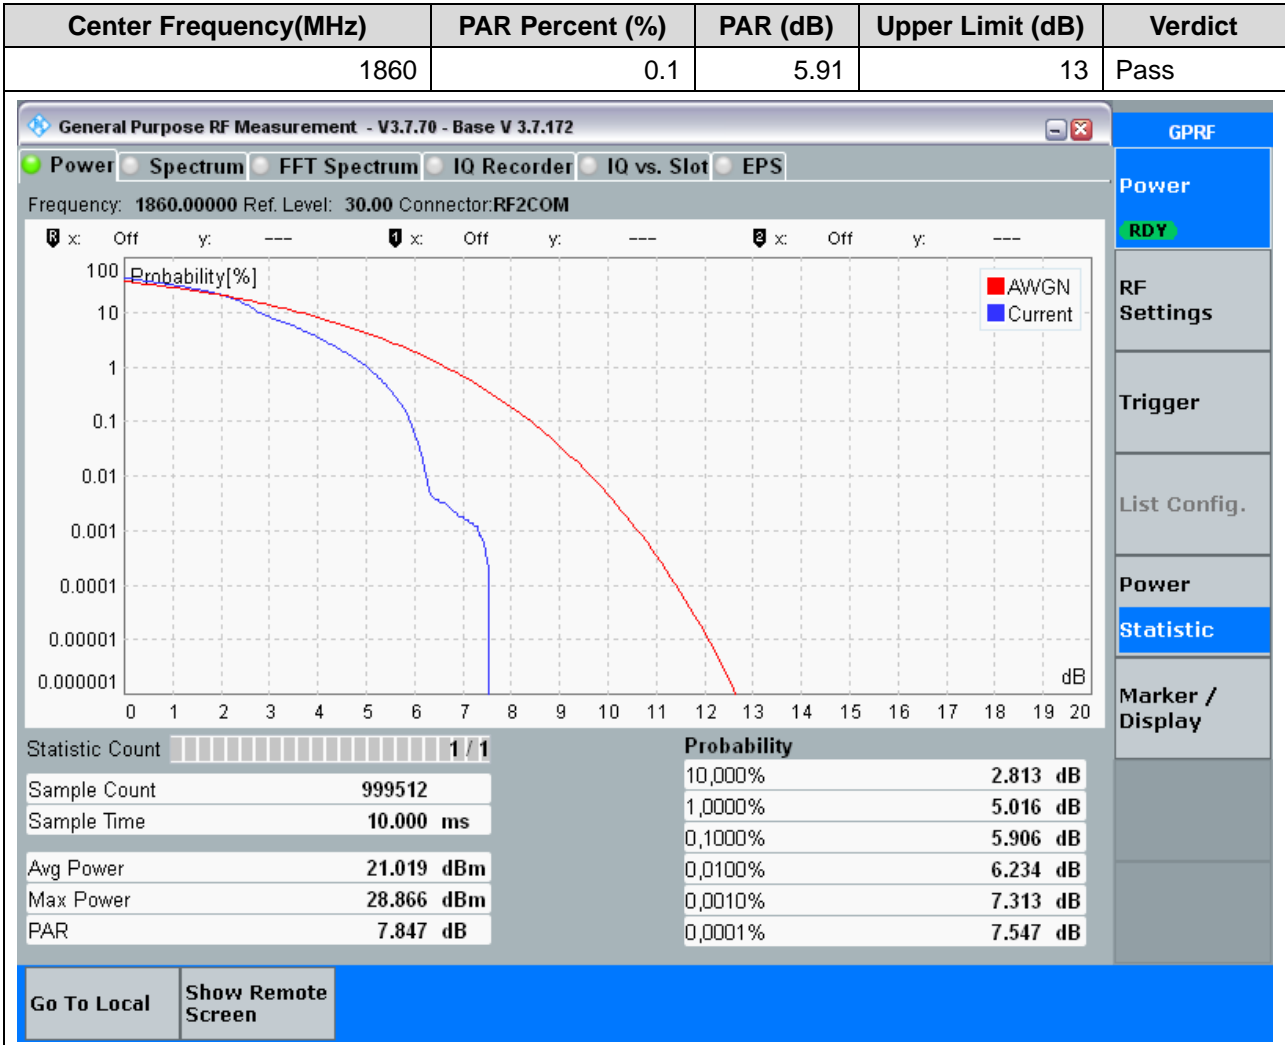 Center Frequency(MHz) PAR Percent (%) PAR (dB) Upper Limit (dB) Verdict
1860 0.1 5.91 13 Pass
General Purpose RF Measurement - V3.7.70 - Base V 3.7.172
GPRF
Power Spectrum FFT Spectrum IQ Recorder IQ vs. Slot EPS
Frequency: 1860.00000 Ref. Level: 30.00 Connector:RF2COM
R x: Off y: --- 1 x: Off y: --- 2 x: Off y: ---
Probability[%]
AWGN
Current
100
10
1
0.1
0.01
0.001
0.0001
0.00001
0.000001
dB
0 1 2 3 4 5 6 7 8 9 10 11 12 13 14 15 16 17 18 19 20
Statistic Count 1 / 1
Sample Count 999512
Sample Time 10.000 ms
Avg Power 21.019 dBm
Max Power 28.866 dBm
PAR 7.847 dB
Probability
10,000% 2.813 dB
1,0000% 5.016 dB
0,1000% 5.906 dB
0,0100% 6.234 dB
0,0010% 7.313 dB
0,0001% 7.547 dB
Power
RDY
RF
Settings
Trigger
List Config.
Power
Statistic
Marker /
Display
Go To Local
Show Remote
Screen